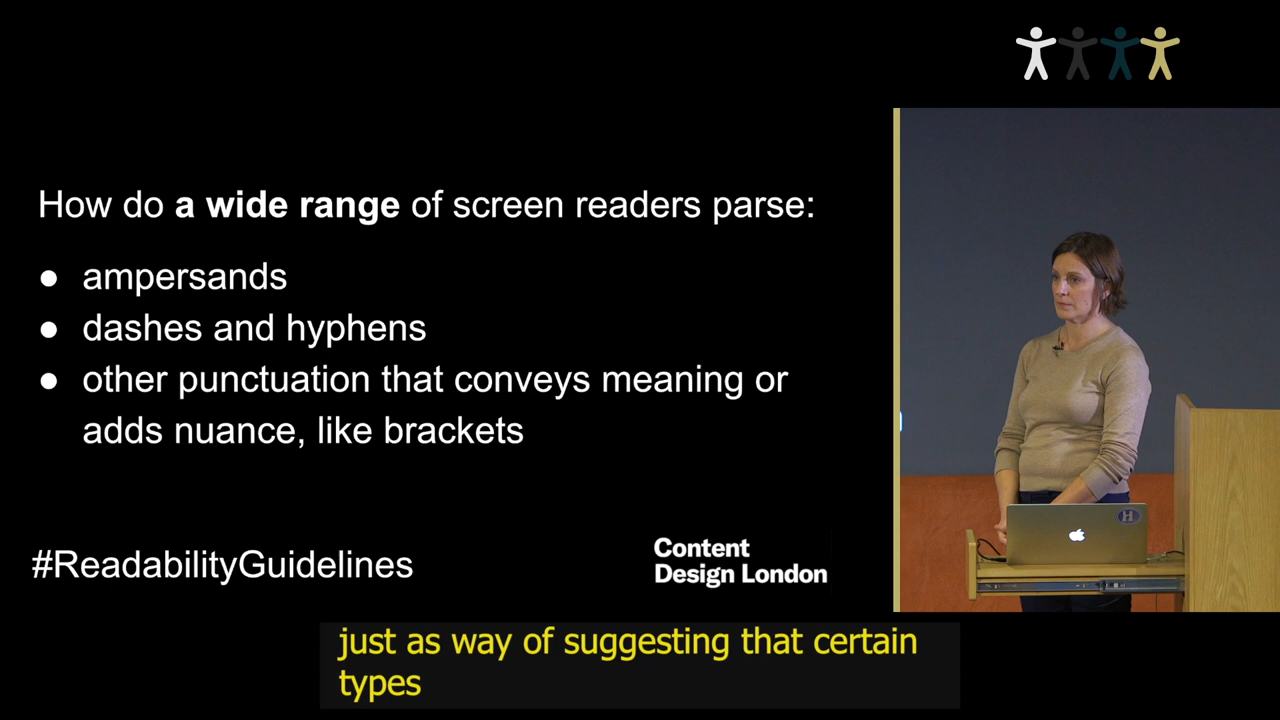 How do a wide range of screen readers parse:
● ampersands
● dashes and hyphens
● other punctuation that conveys meaning or
adds nuance, like brackets
#ReadabilityGuidelines
Content
Design London
H
just as way of suggesting that certain
types